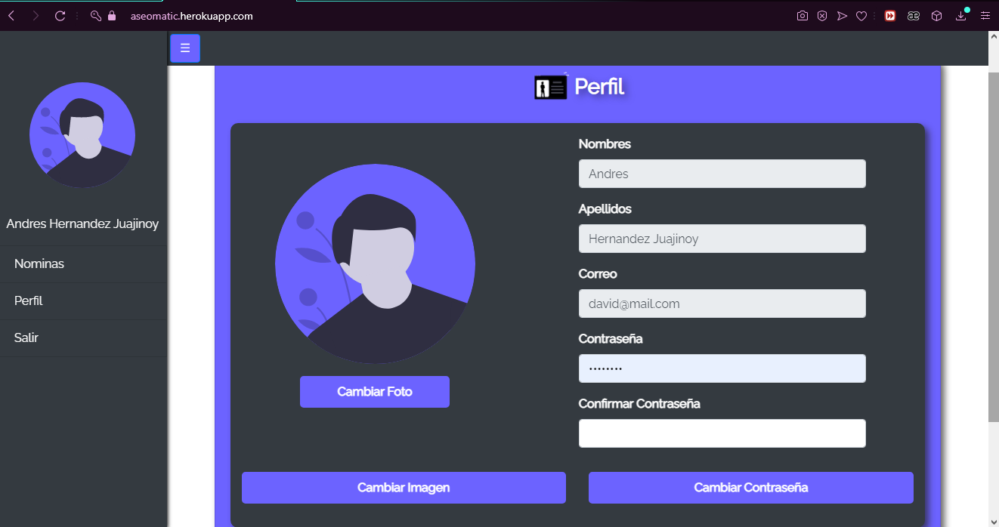 aseomatic.herokuapp.com
☰
Perfil
Andres Hernandez Juajinoy
Nominas
Perfil
Salir
Nombres
Andres
Apellidos
Hernandez Juajinoy
Correo
david@mail.com
Contraseña
••••••••
Confirmar Contraseña
Cambiar Foto
Cambiar Imagen
Cambiar Contraseña